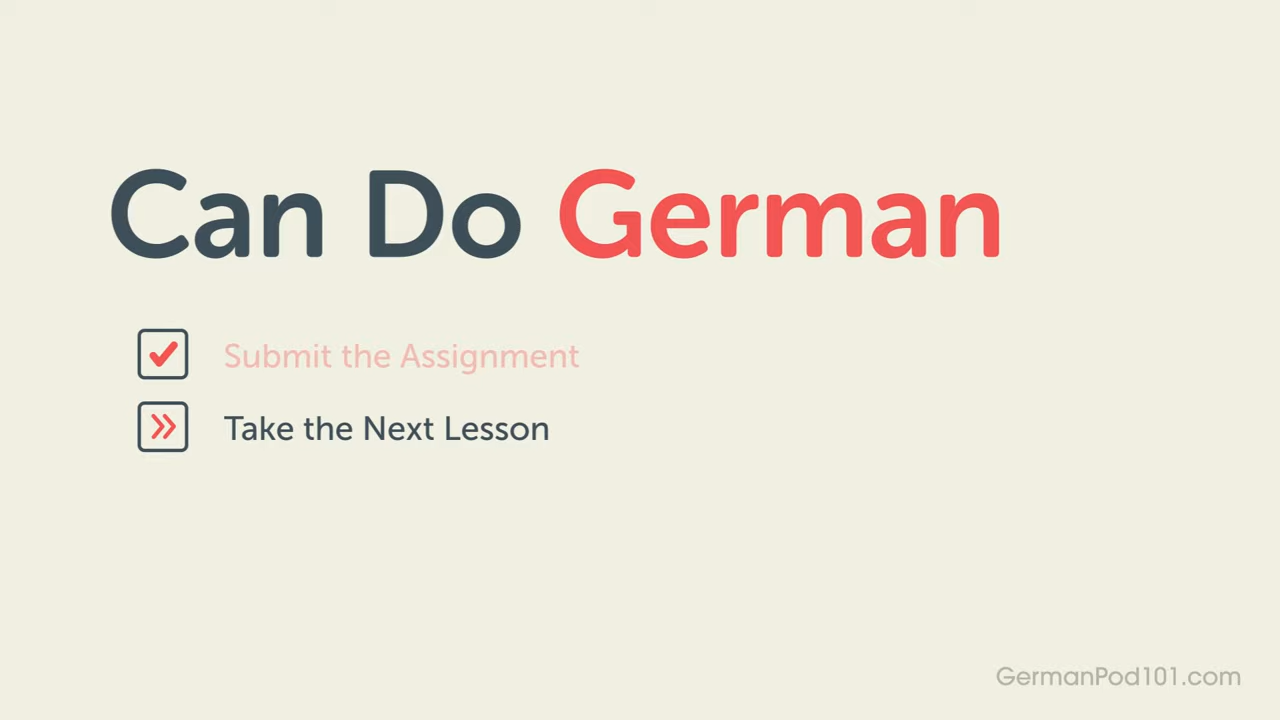 Can Do German
Submit the Assignment
Take the Next Lesson
GermanPod101.com